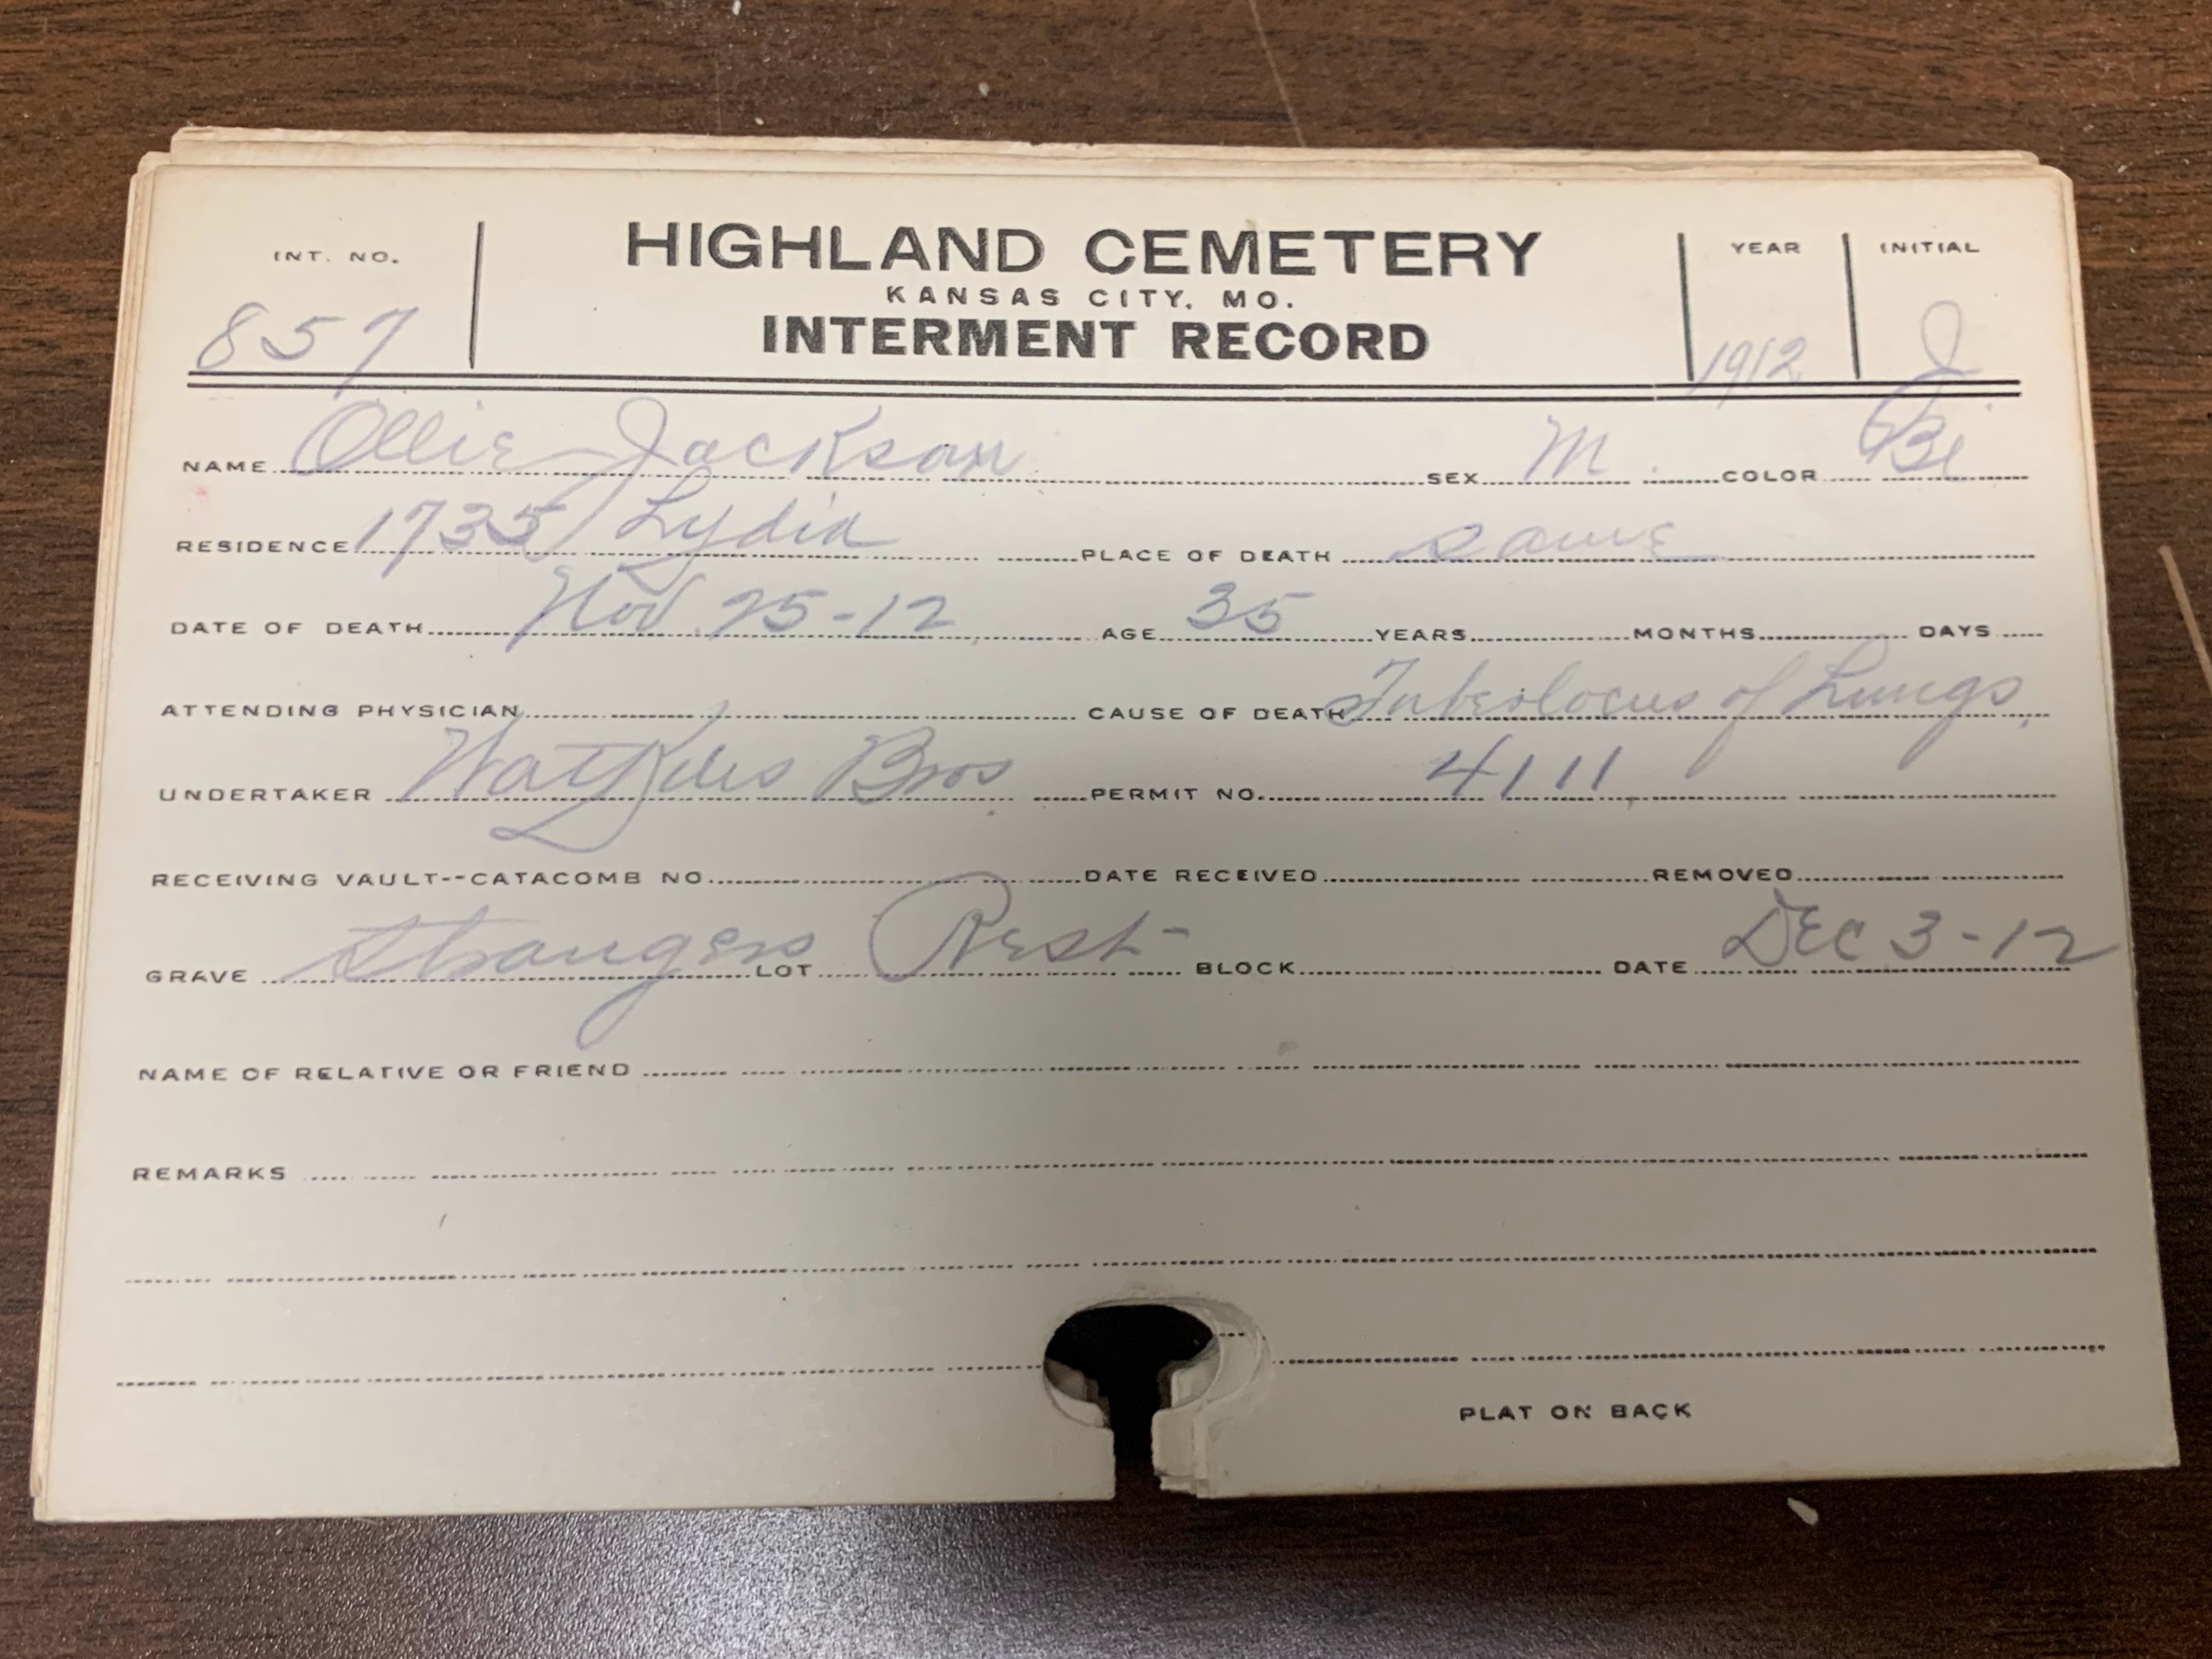 INT. NO. HIGHLAND CEMETERY YEAR INITIAL
KANSAS CITY, MO.
857 INTERMENT RECORD 1912 J
NAME Ollie Jackson SEX M. COLOR
RESIDENCE 1735 Lydia PLACE OF DEATH same
DATE OF DEATH Nov. 25-12 AGE 35 YEARS MONTHS DAYS
ATTENDING PHYSICIAN CAUSE OF DEATH of Lungs
UNDERTAKER Watkins Bros PERMIT NO. 4111
RECEIVING VAULT--CATACOMB NO. DATE RECEIVED REMOVED
GRAVE Strangers LOT Rest BLOCK DATE DEC 3-12
NAME OF RELATIVE OR FRIEND
REMARKS
PLAT ON BACK